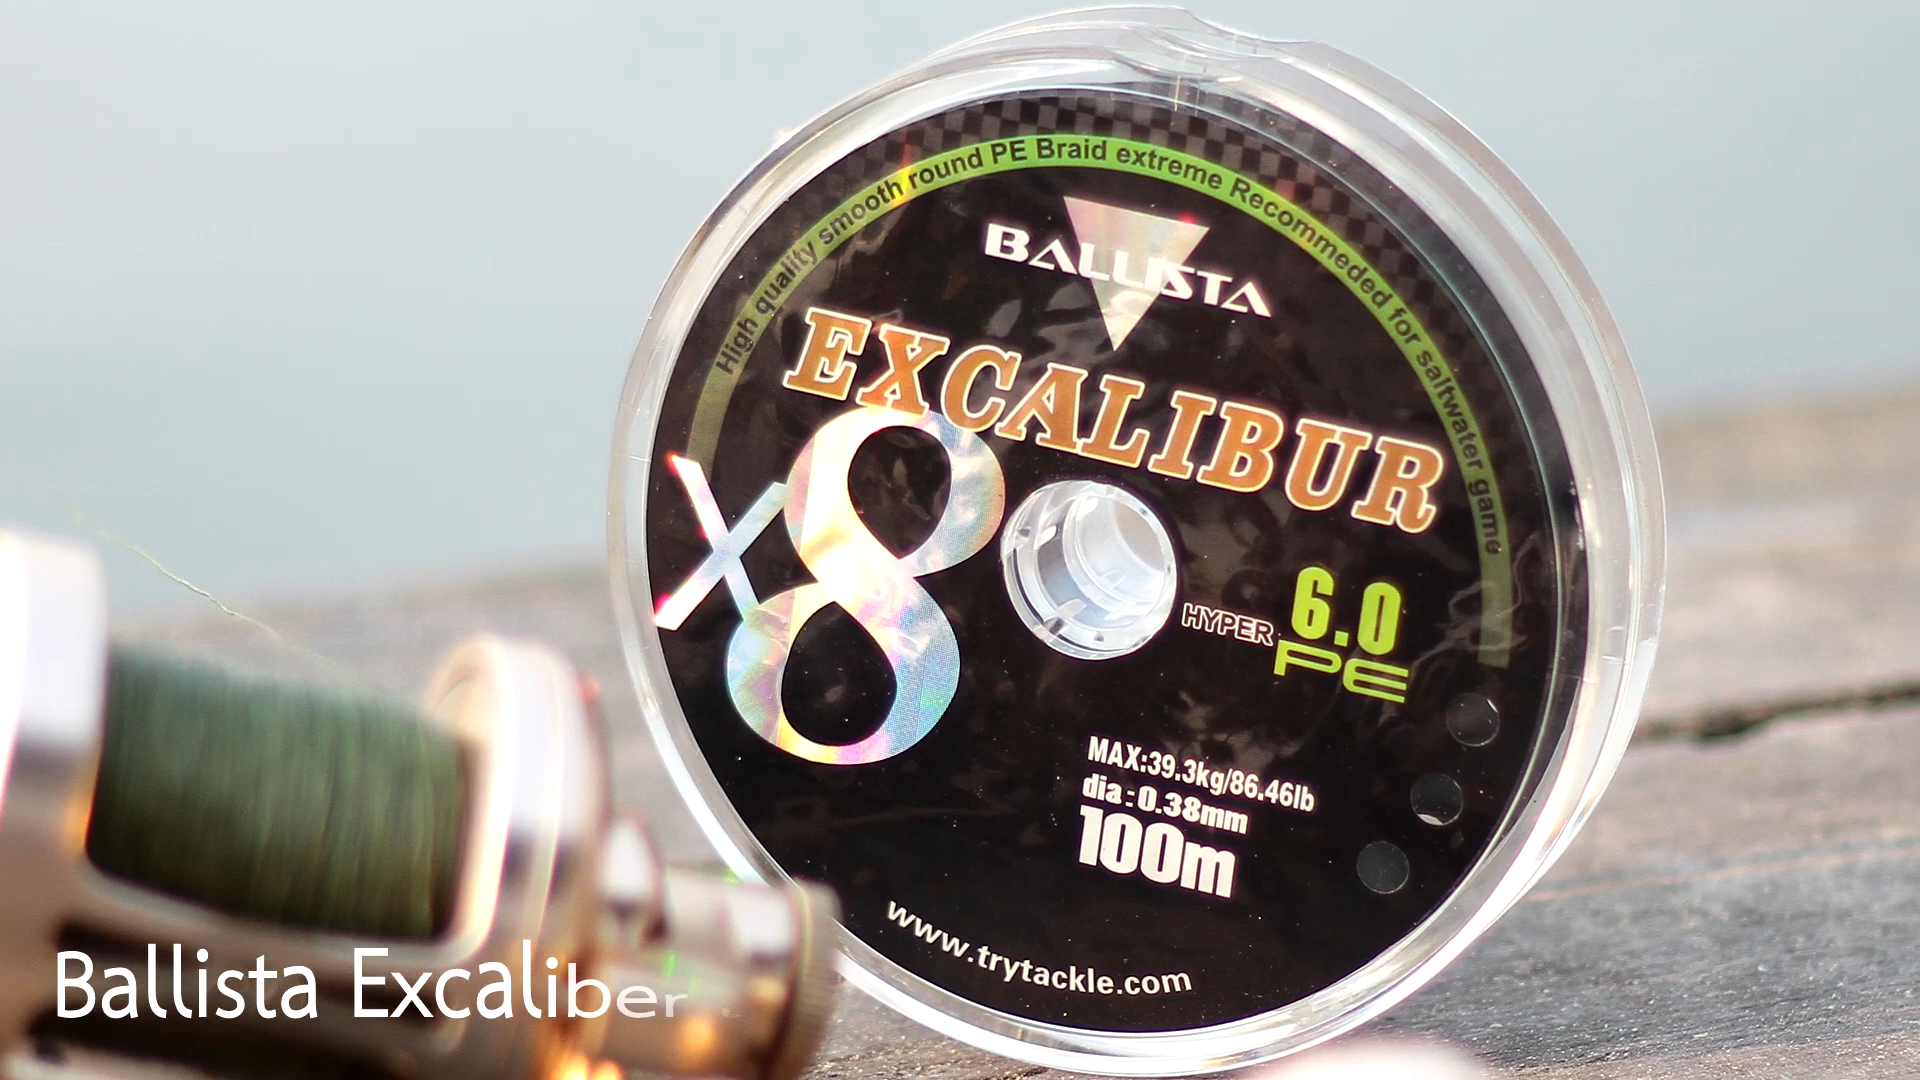 High quality smooth round PE Braid extreme Recommeded for saltwater game
BALLISTA
EXCALIBUR
X8
HYPER
6.0
PE
MAX:39.3kg/86.46lb
dia:0.38mm
100m
www.trytackle.com
Ballista Excaliber